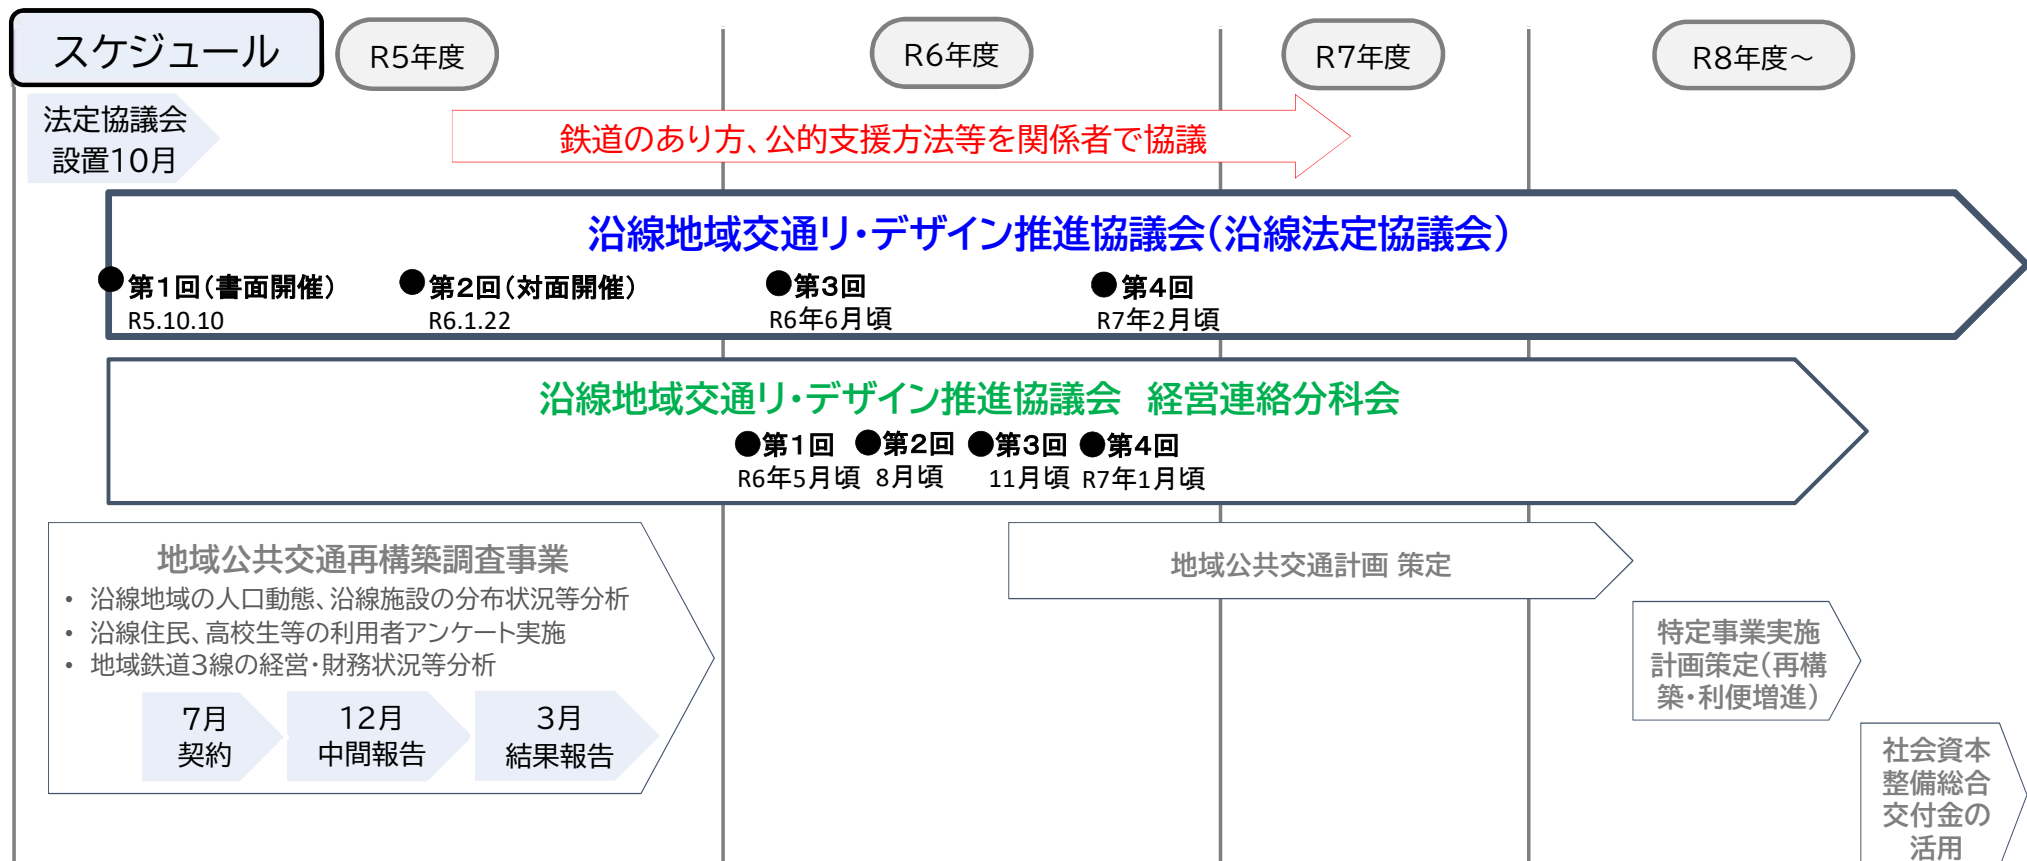 スケジュール
R5年度
R6年度
R7年度
R8年度～
法定協議会
設置10月
鉄道のあり方、公的支援方法等を関係者で協議
沿線地域交通リ・デザイン推進協議会(沿線法定協議会)
●第1回(書面開催)
R5.10.10
●第2回(対面開催)
R6.1.22
●第3回
R6年6月頃
●第4回
R7年2月頃
沿線地域交通リ・デザイン推進協議会 経営連絡分科会
●第1回
R6年5月頃
●第2回
8月頃
●第3回
11月頃
●第4回
R7年1月頃
地域公共交通再構築調査事業
• 沿線地域の人口動態、沿線施設の分布状況等分析
• 沿線住民、高校生等の利用者アンケート実施
• 地域鉄道3線の経営・財務状況等分析
7月
契約
12月
中間報告
3月
結果報告
地域公共交通計画 策定
特定事業実施
計画策定(再構
築・利便増進)
社会資本
整備総合
交付金の
活用